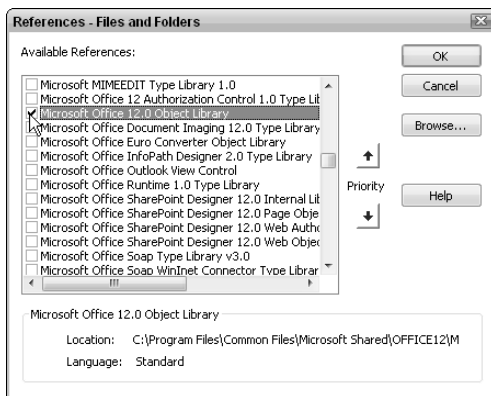 References - Files and Folders
Available References:
OK
Microsoft MIMEEDIT Type Library 1.0
Microsoft Office 12 Authorization Control 1.0 Type Lib
Cancel
Microsoft Office 12.0 Object Library
Microsoft Office Document Imaging 12.0 Type Library
Browse...
Microsoft Office Euro Converter Object Library
Microsoft Office InfoPath Designer 2.0 Type Library
Microsoft Office Outlook View Control
Microsoft Office Runtime 1.0 Type Library
Priority
Microsoft Office SharePoint Designer 12.0 Internal Lib
Help
Microsoft Office SharePoint Designer 12.0 Page Obje
Microsoft Office SharePoint Designer 12.0 Web Autho
Microsoft Office SharePoint Designer 12.0 Web Objec
Microsoft Office Soap Type Library v3.0
Microsoft Office Soap WinInet Connector Type Librar
Microsoft Office 12.0 Object Library
Location: C:\Program Files\Common Files\Microsoft Shared\OFFICE12\M
Language: Standard